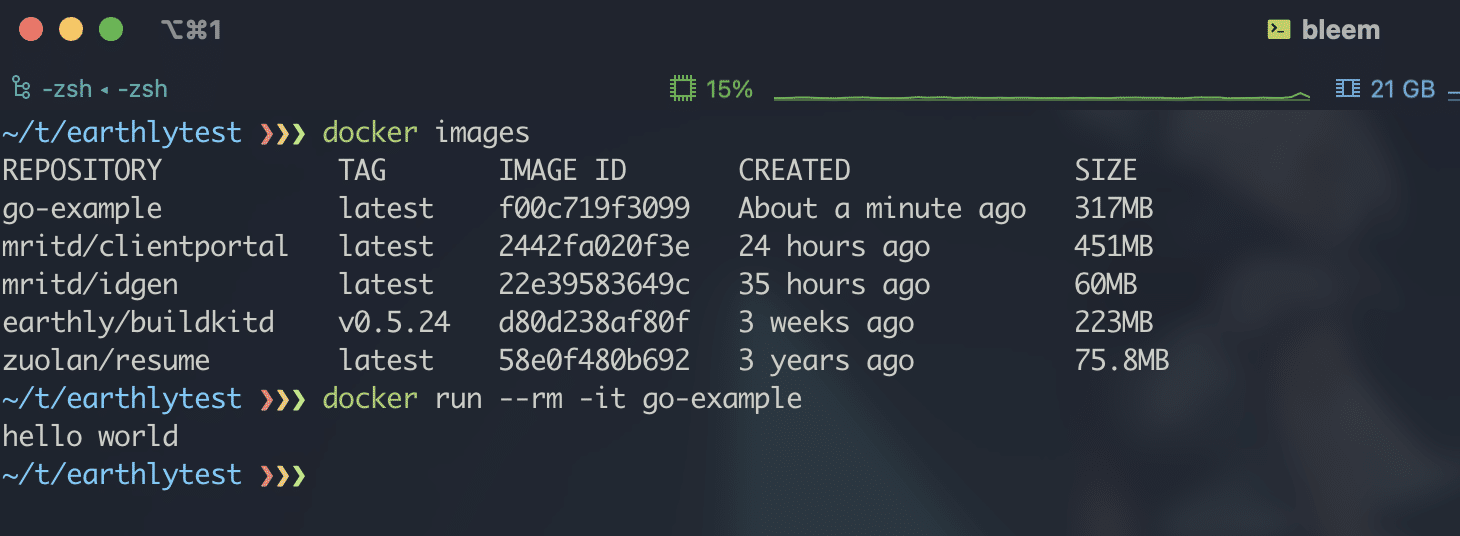 ⌥⌘1 bleem
-zsh ◂ -zsh 15% 21 GB
~/t/earthlytest ❯❯❯ docker images
REPOSITORY TAG IMAGE ID CREATED SIZE
go-example latest f00c719f3099 About a minute ago 317MB
mritd/clientportal latest 2442fa020f3e 24 hours ago 451MB
mritd/idgen latest 22e39583649c 35 hours ago 60MB
earthly/buildkitd v0.5.24 d80d238af80f 3 weeks ago 223MB
zuolan/resume latest 58e0f480b692 3 years ago 75.8MB
~/t/earthlytest ❯❯❯ docker run --rm -it go-example
hello world
~/t/earthlytest ❯❯❯